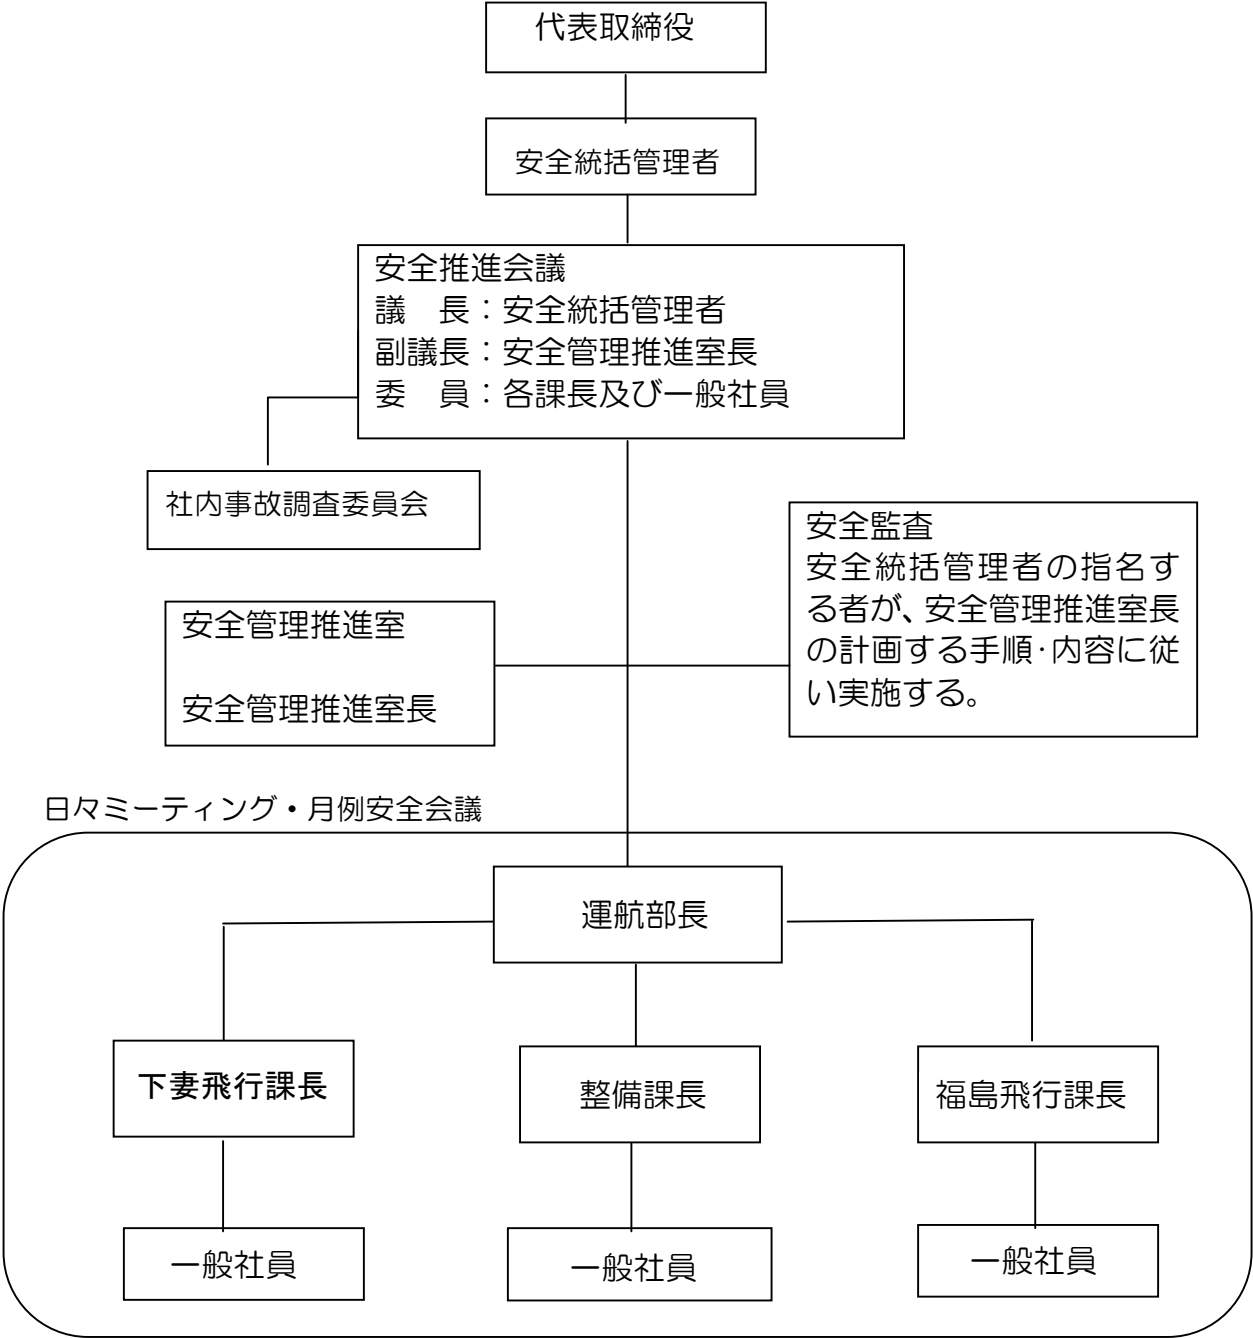 代表取締役
安全統括管理者
安全推進会議
議　長：安全統括管理者
副議長：安全管理推進室長
委　員：各課長及び一般社員
社内事故調査委員会
安全監査
安全統括管理者の指名す
る者が、安全管理推進室長
の計画する手順･内容に従
い実施する。
安全管理推進室
安全管理推進室長
日々ミーティング・月例安全会議
運航部長
下妻飛行課長
整備課長
福島飛行課長
一般社員
一般社員
一般社員